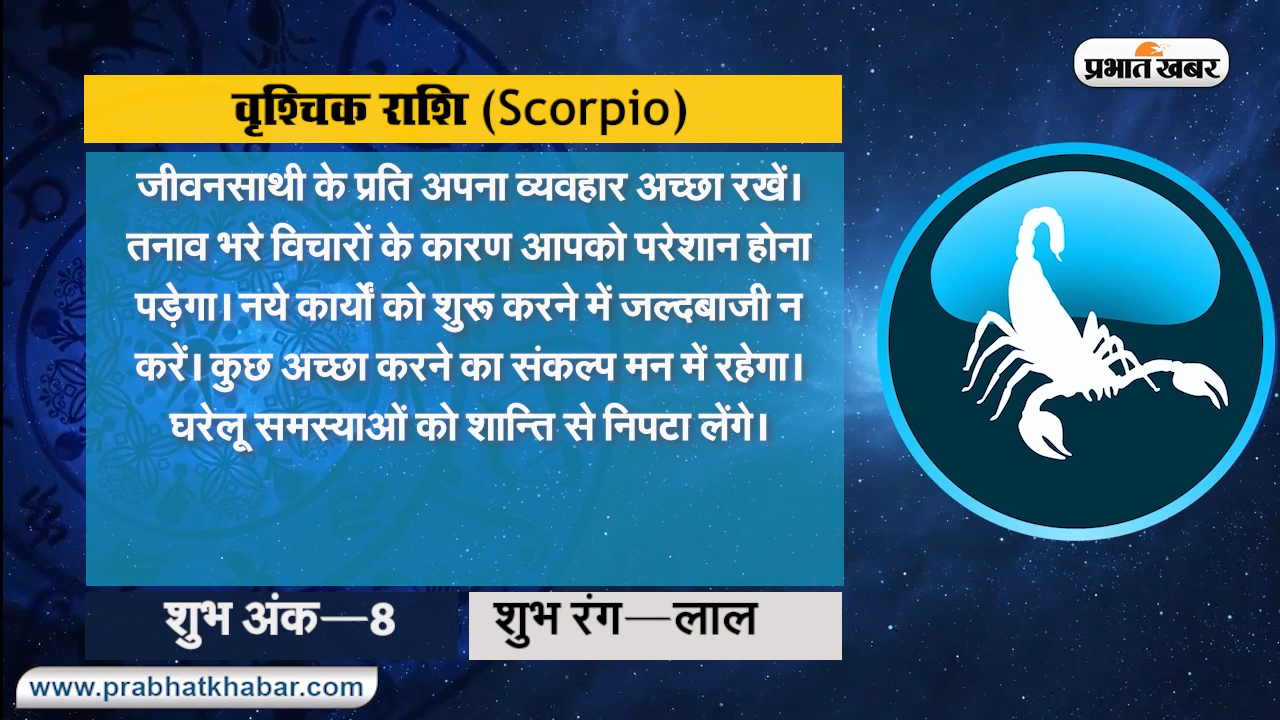 प्रभात खबर
वृश्चिक राशि (Scorpio)
जीवनसाथी के प्रति अपना व्यवहार अच्छा रखें।
तनाव भरे विचारों के कारण आपको परेशान होना
पड़ेगा। नये कार्यों को शुरू करने में जल्दबाजी न
करें। कुछ अच्छा करने का संकल्प मन में रहेगा।
घरेलू समस्याओं को शान्ति से निपटा लेंगे।
शुभ अंक—8
शुभ रंग—लाल
www.prabhatkhabar.com